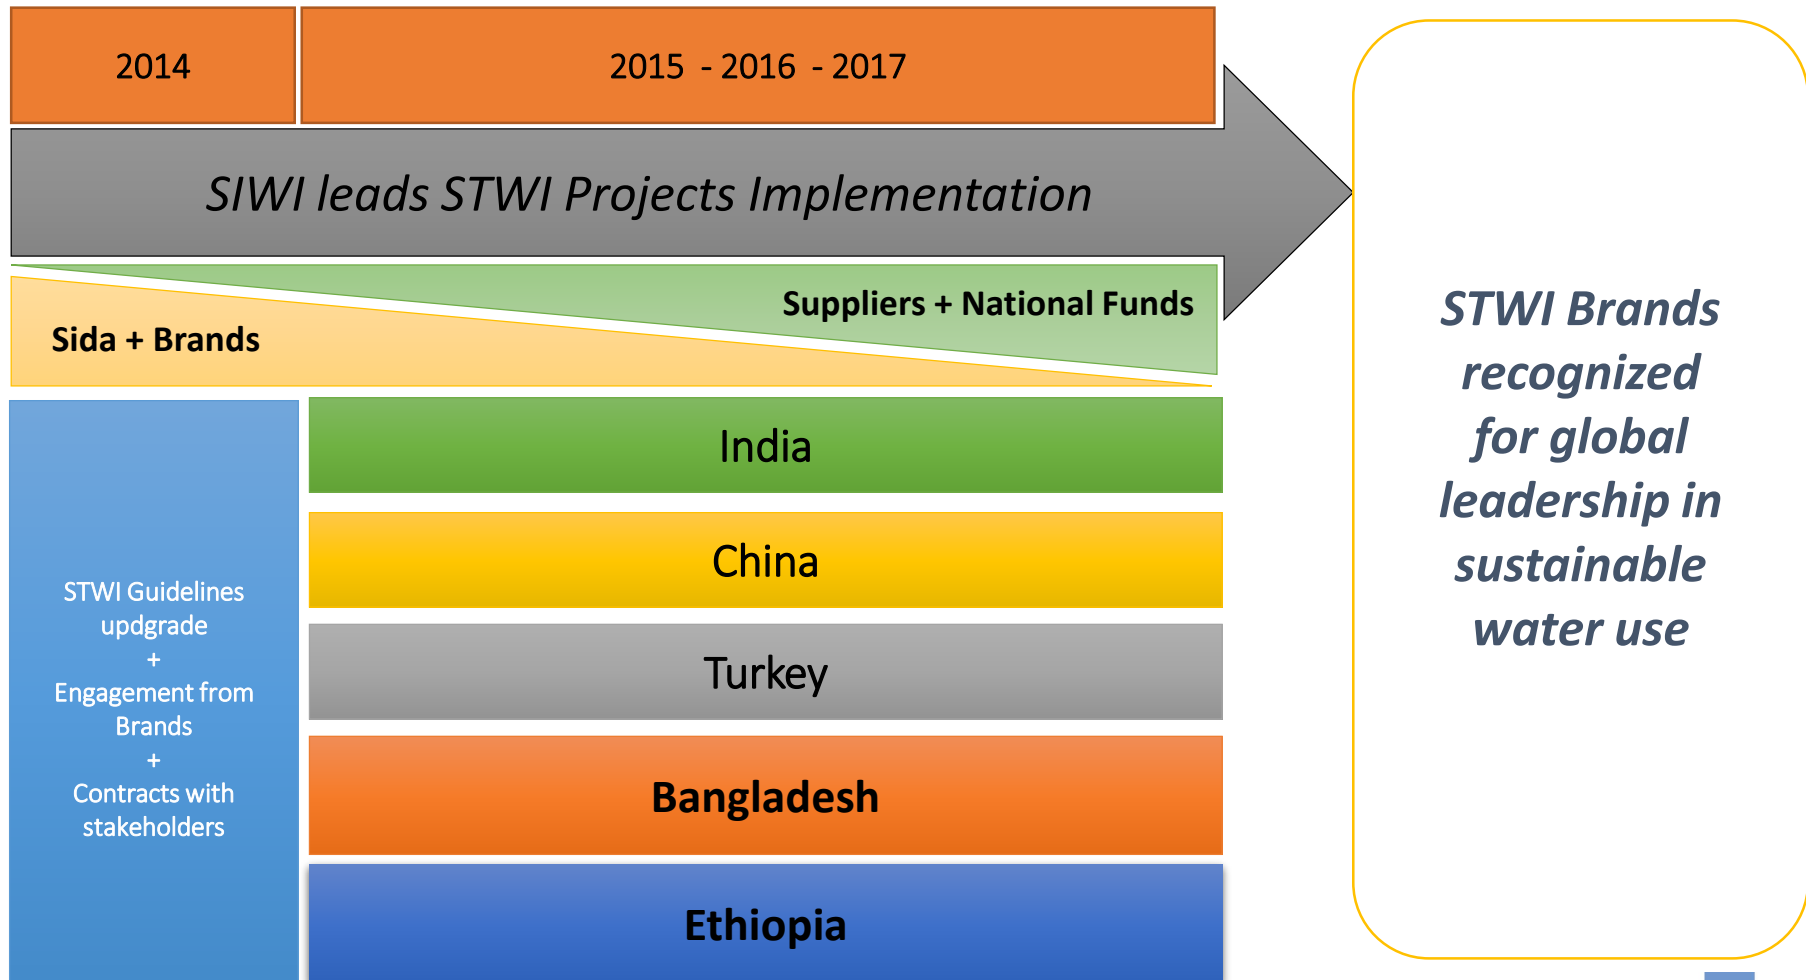 2014
2015 - 2016 - 2017
SIWI leads STWI Projects Implementation
Suppliers + National Funds
Sida + Brands
STWI Guidelines
updgrade
+
Engagement from
Brands
+
Contracts with
stakeholders
India
China
Turkey
Bangladesh
Ethiopia
STWI Brands
recognized
for global
leadership in
sustainable
water use